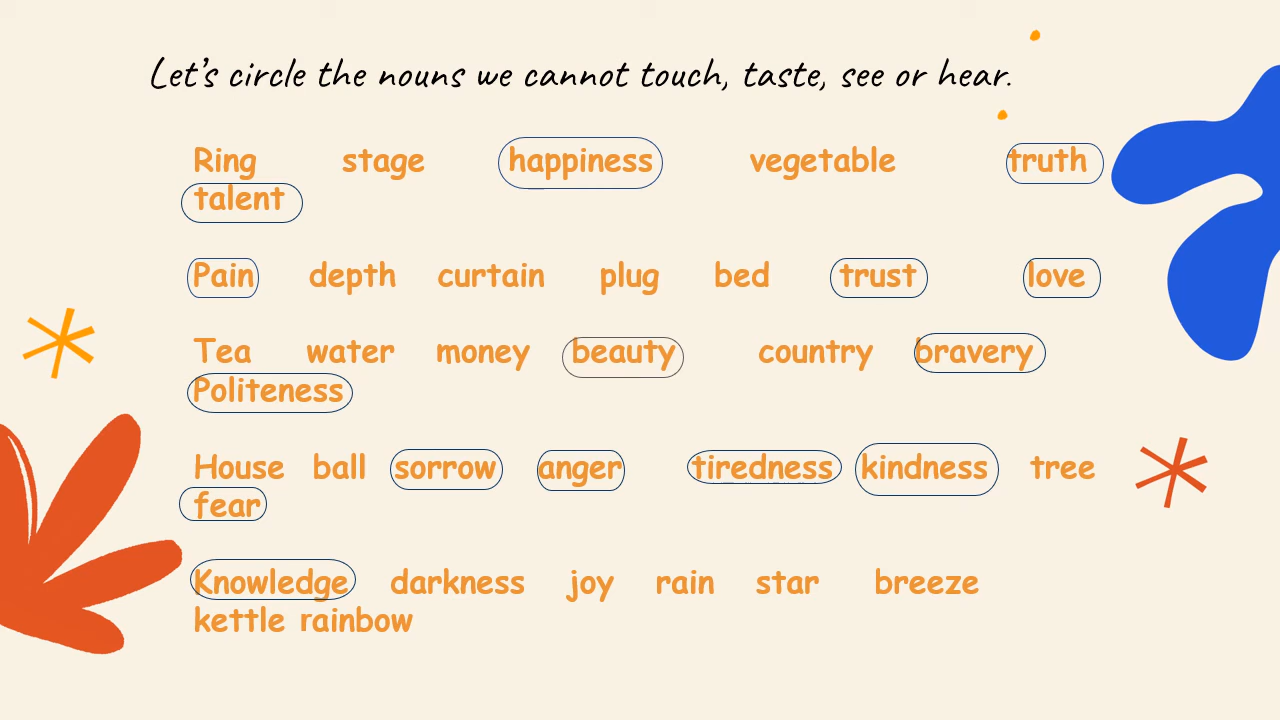 Let's circle the nouns we cannot touch, taste, see or hear.
Ring stage happiness vegetable truth
talent
Pain depth curtain plug bed trust love
Tea water money beauty country bravery
Politeness
House ball sorrow anger tiredness kindness tree
fear
Knowledge darkness joy rain star breeze
kettle rainbow